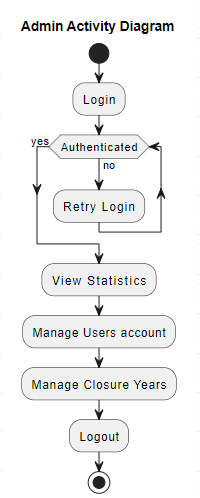 Admin Activity Diagram
Login
yes
Authenticated
no
Retry Login
View Statistics
Manage Users account
Manage Closure Years
Logout